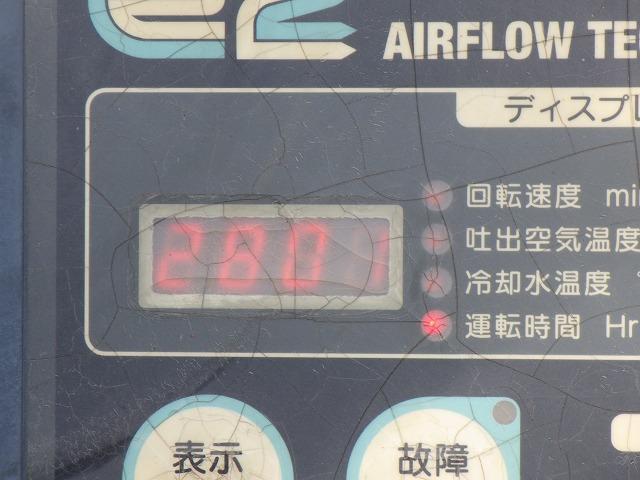 AIRFLOW TE
ディスプレ
回転速度 mi
吐出空気温度
2801
冷却水温度
運転時間 Hr
表示
故障